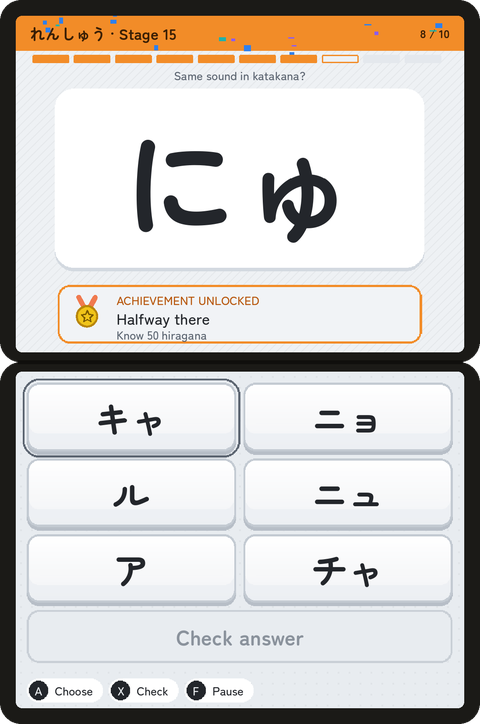 れんしゅう · Stage 15
8 / 10
Same sound in katakana?
にゅ
ACHIEVEMENT UNLOCKED
Halfway there
Know 50 hiragana
キャ
ニョ
ル
ニュ
ア
チャ
Check answer
A Choose
X Check
F Pause